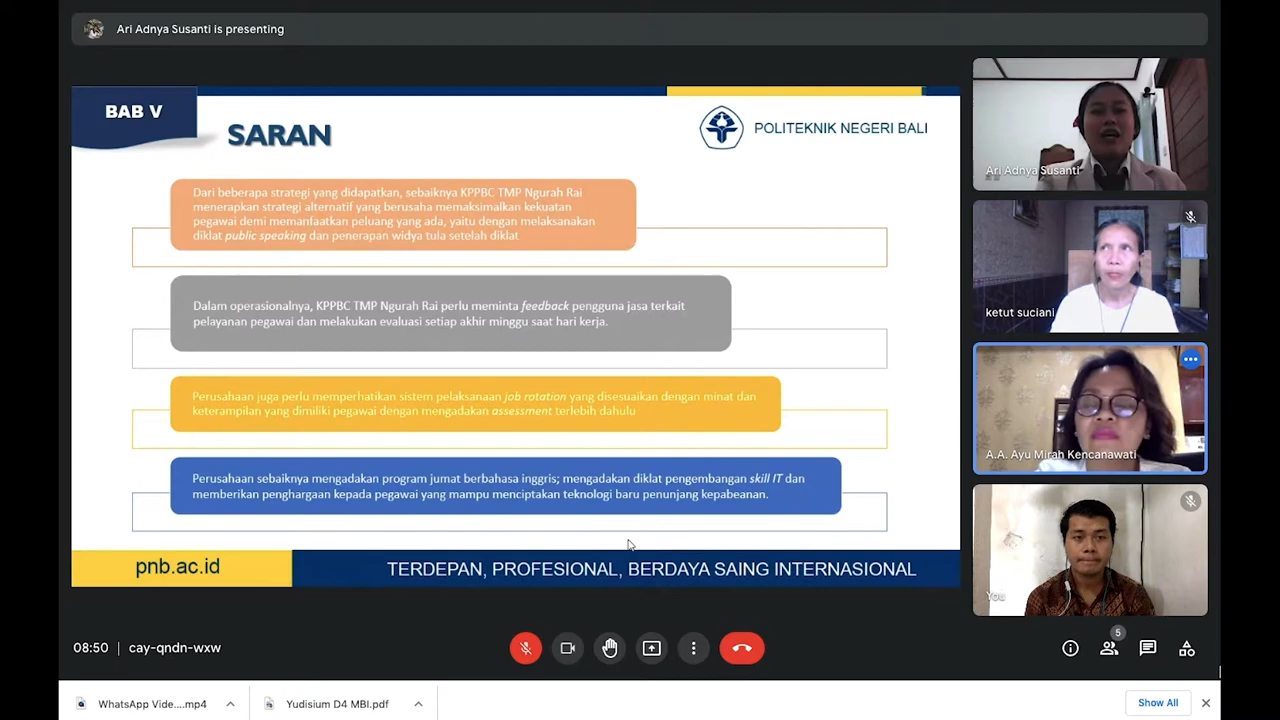 Ari Adnya Susanti is presenting
BAB V
SARAN
POLITEKNIK NEGERI BALI
Dari beberapa strategi yang didapatkan, sebaiknya KPPBC TMP Ngurah Rai
menerapkan strategi alternatif yang berusaha memaksimalkan kekuatan
pegawai demi memanfaatkan peluang yang ada, yaitu dengan melaksanakan
diklat public speaking dan penerapan widya tula setelah diklat
Dalam operasionalnya, KPPBC TMP Ngurah Rai perlu meminta feedback pengguna jasa terkait
pelayanan pegawai dan melakukan evaluasi setiap akhir minggu saat hari kerja.
Perusahaan juga perlu memperhatikan sistem pelaksanaan job rotation yang disesuaikan dengan minat dan
keterampilan yang dimiliki pegawai dengan mengadakan assessment terlebih dahulu
Perusahaan sebaiknya mengadakan program jumat berbahasa inggris; mengadakan diklat pengembangan skill IT dan
memberikan penghargaan kepada pegawai yang mampu menciptakan teknologi baru penunjang kepabeanan.
pnb.ac.id
TERDEPAN, PROFESIONAL, BERDAYA SAING INTERNASIONAL
Ari Adnya Susanti
ketut suciani
A.A. Ayu Mirah Kencanawati
You
08:50
cay-qndn-wxw
5
WhatsApp Vide....mp4
Yudisium D4 MBI.pdf
Show All